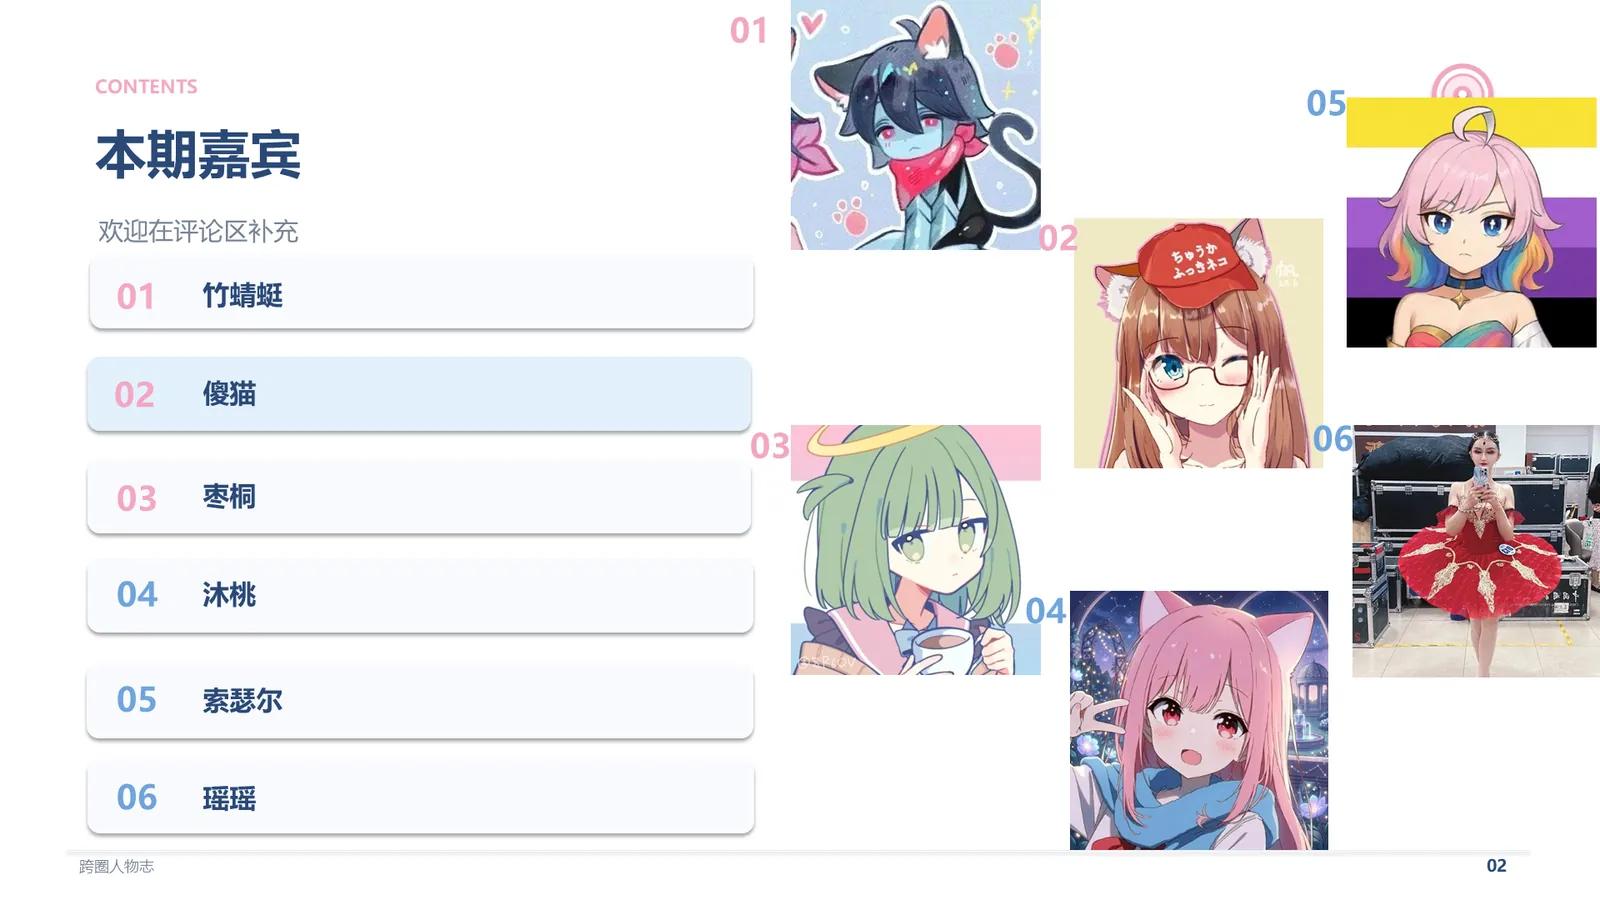 CONTENTS
本期嘉宾
欢迎在评论区补充
01 竹蜻蜓
02 傻猫
03 枣桐
04 沐桃
05 索瑟尔
06 瑶瑶
01
02
ちゅうか
ふっきネコ
03
04
05
06
跨圈人物志
02